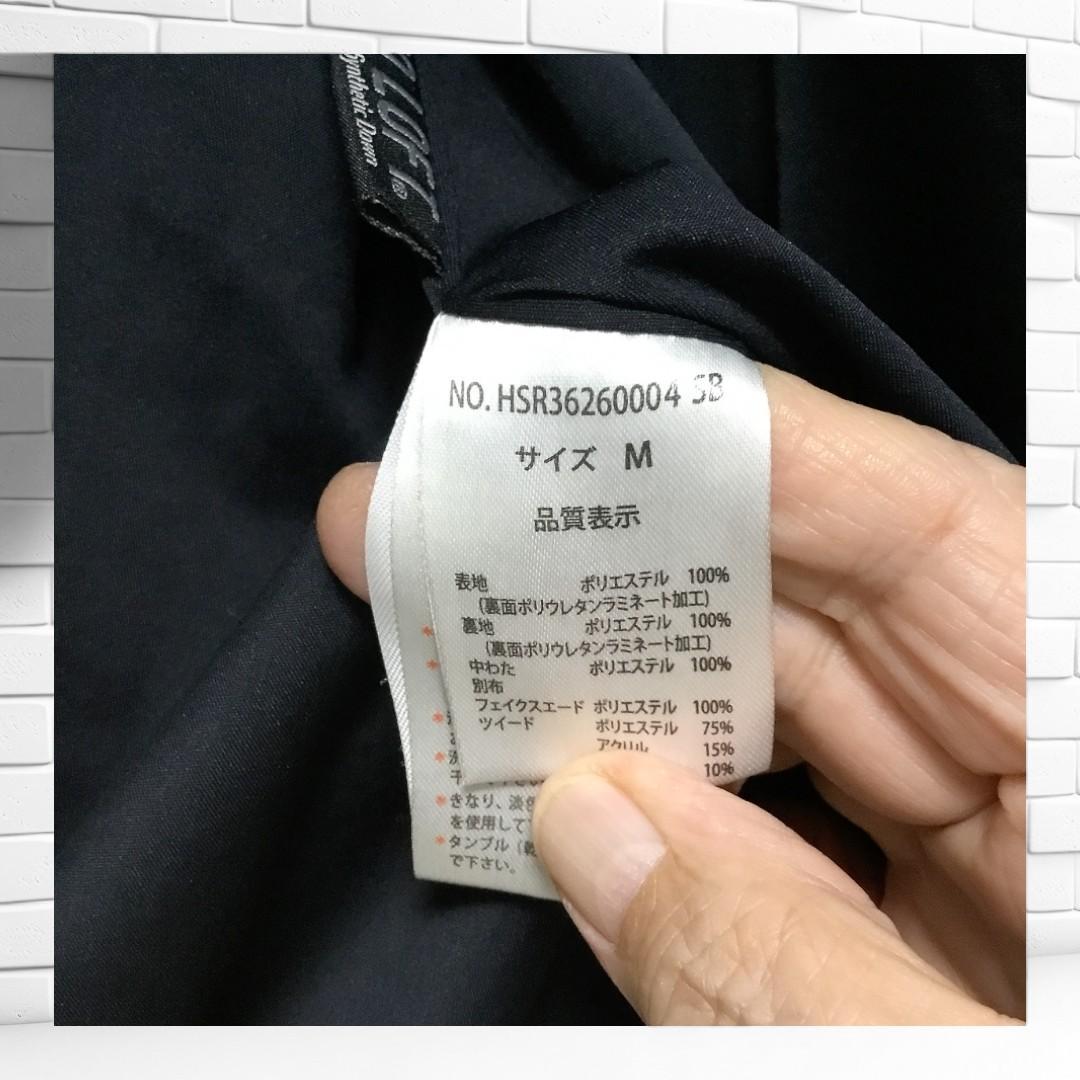 Synthetic Down
NO. HSR36260004 SB
サイズ M
品質表示
表地 ポリエステル 100%
(裏面ポリウレタンラミネート加工)
裏地 ポリエステル 100%
(裏面ポリウレタンラミネート加工)
中わた ポリエステル 100%
別布
フェイクスエード ポリエステル 100%
ツイード ポリエステル 75%
アクリル 15%
10%
*きなり、淡色
を使用して
*タンブル(乾
で下さい。